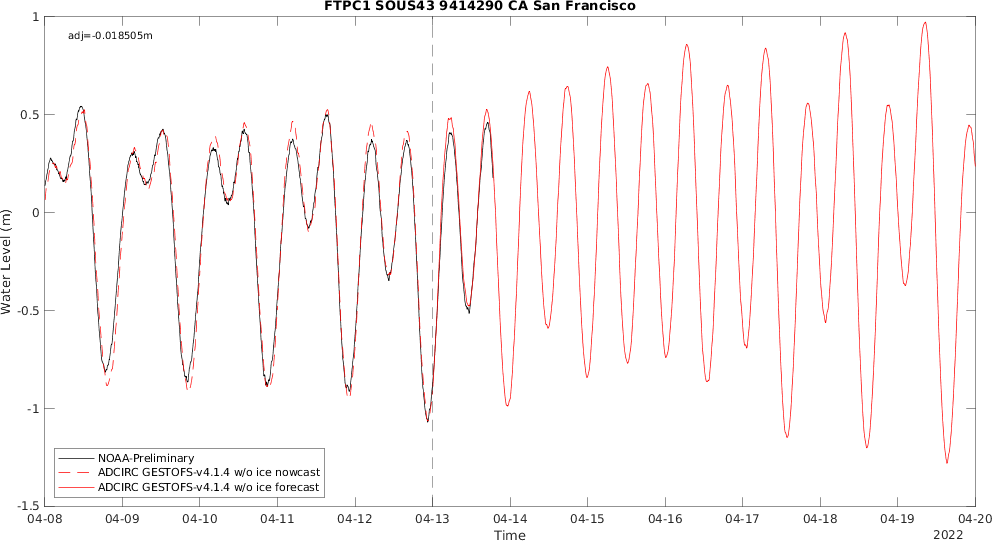 FTPC1 SOUS43 9414290 CA San Francisco
adj=-0.018505m
1
0.5
0
-0.5
-1
-1.5
Water Level (m)
NOAA-Preliminary
ADCIRC GESTOFS-v4.1.4 w/o ice nowcast
ADCIRC GESTOFS-v4.1.4 w/o ice forecast
04-08 04-09 04-10 04-11 04-12 04-13 04-14 04-15 04-16 04-17 04-18 04-19 04-20
Time
2022